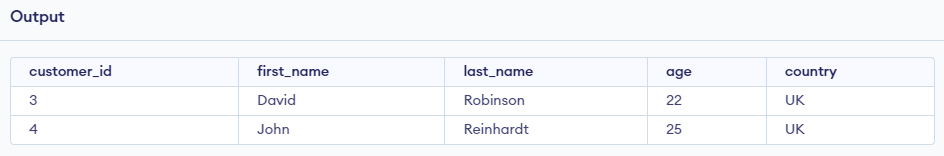 Output
customer_id first_name last_name age country
3 David Robinson 22 UK
4 John Reinhardt 25 UK